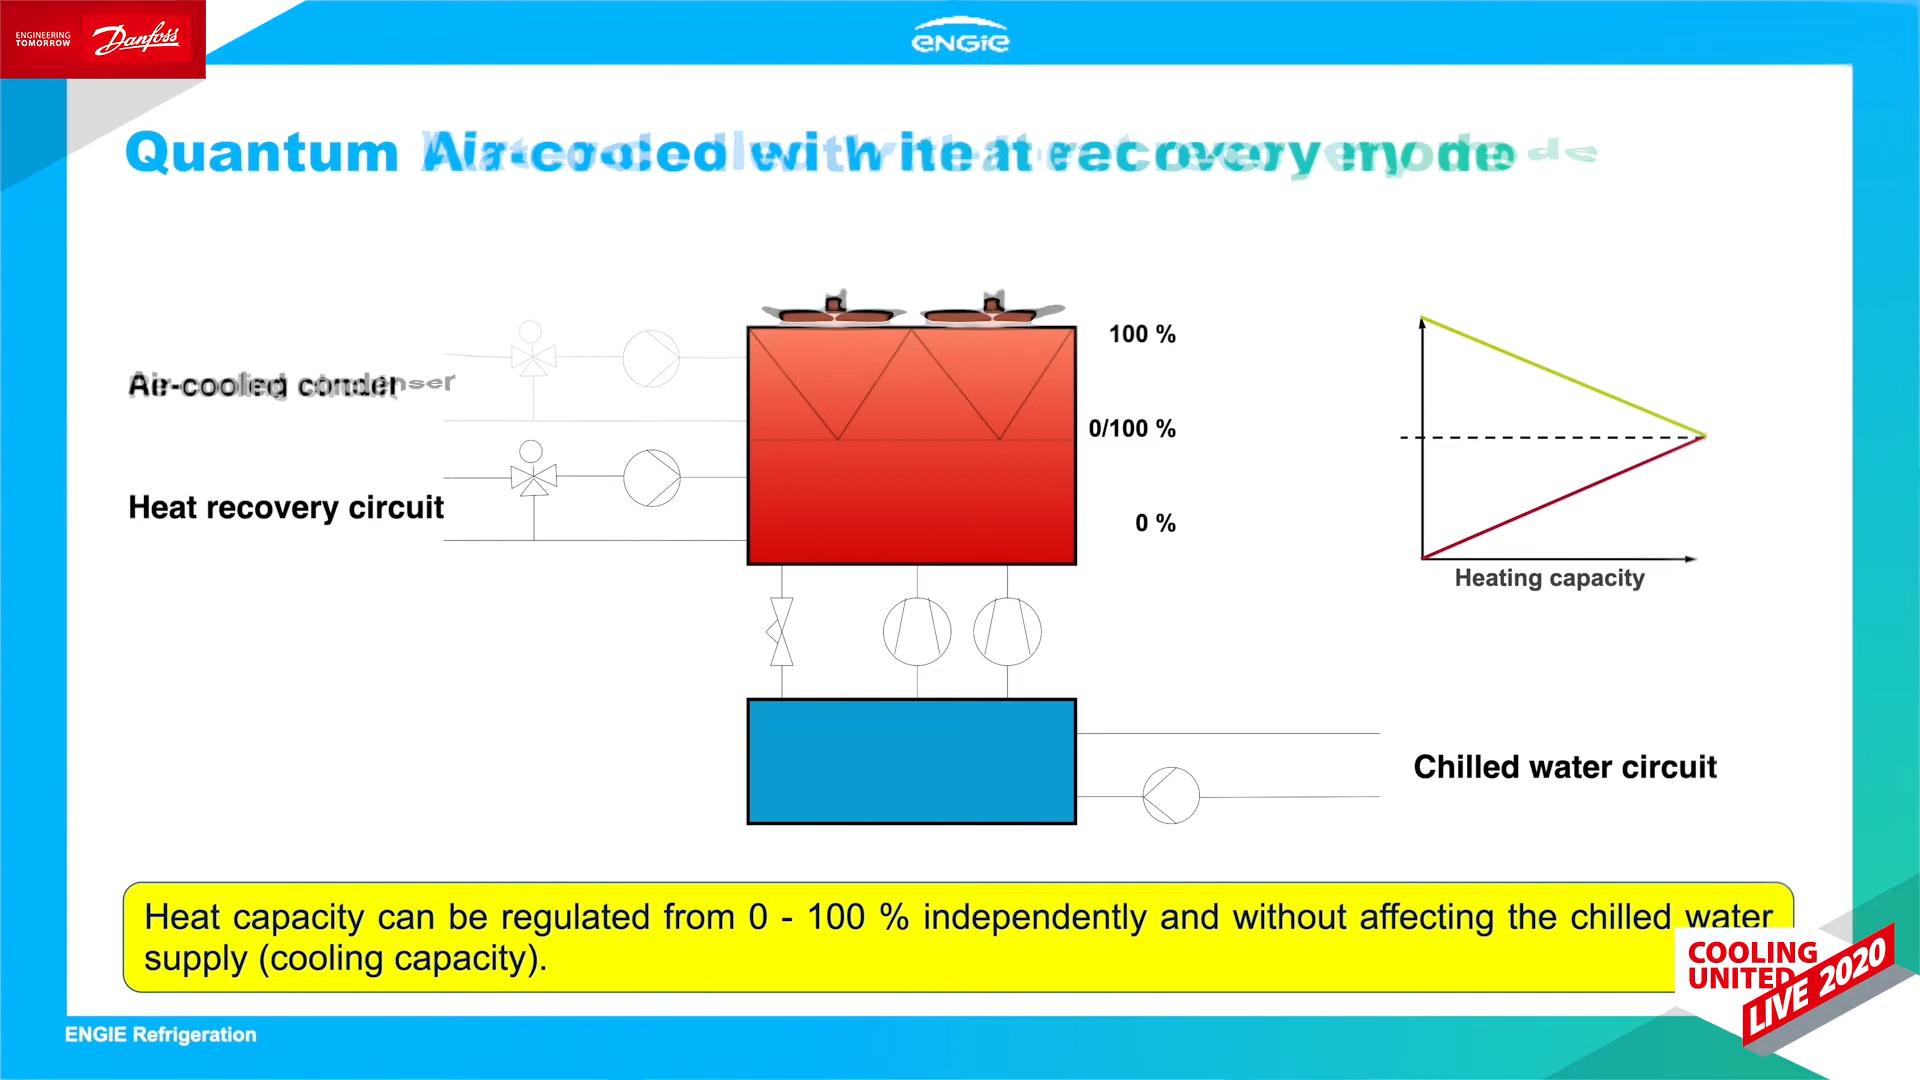 ENGINEERING
TOMORROW
Danfoss
ENGIE
Quantum Air-cooled with heat recovery mode
100 %
Air-cooled condenser
0/100 %
Heat recovery circuit
0 %
Heating capacity
Chilled water circuit
Heat capacity can be regulated from 0 - 100 % independently and without affecting the chilled water
supply (cooling capacity).
COOLING
UNITED
LIVE 2020
ENGIE Refrigeration